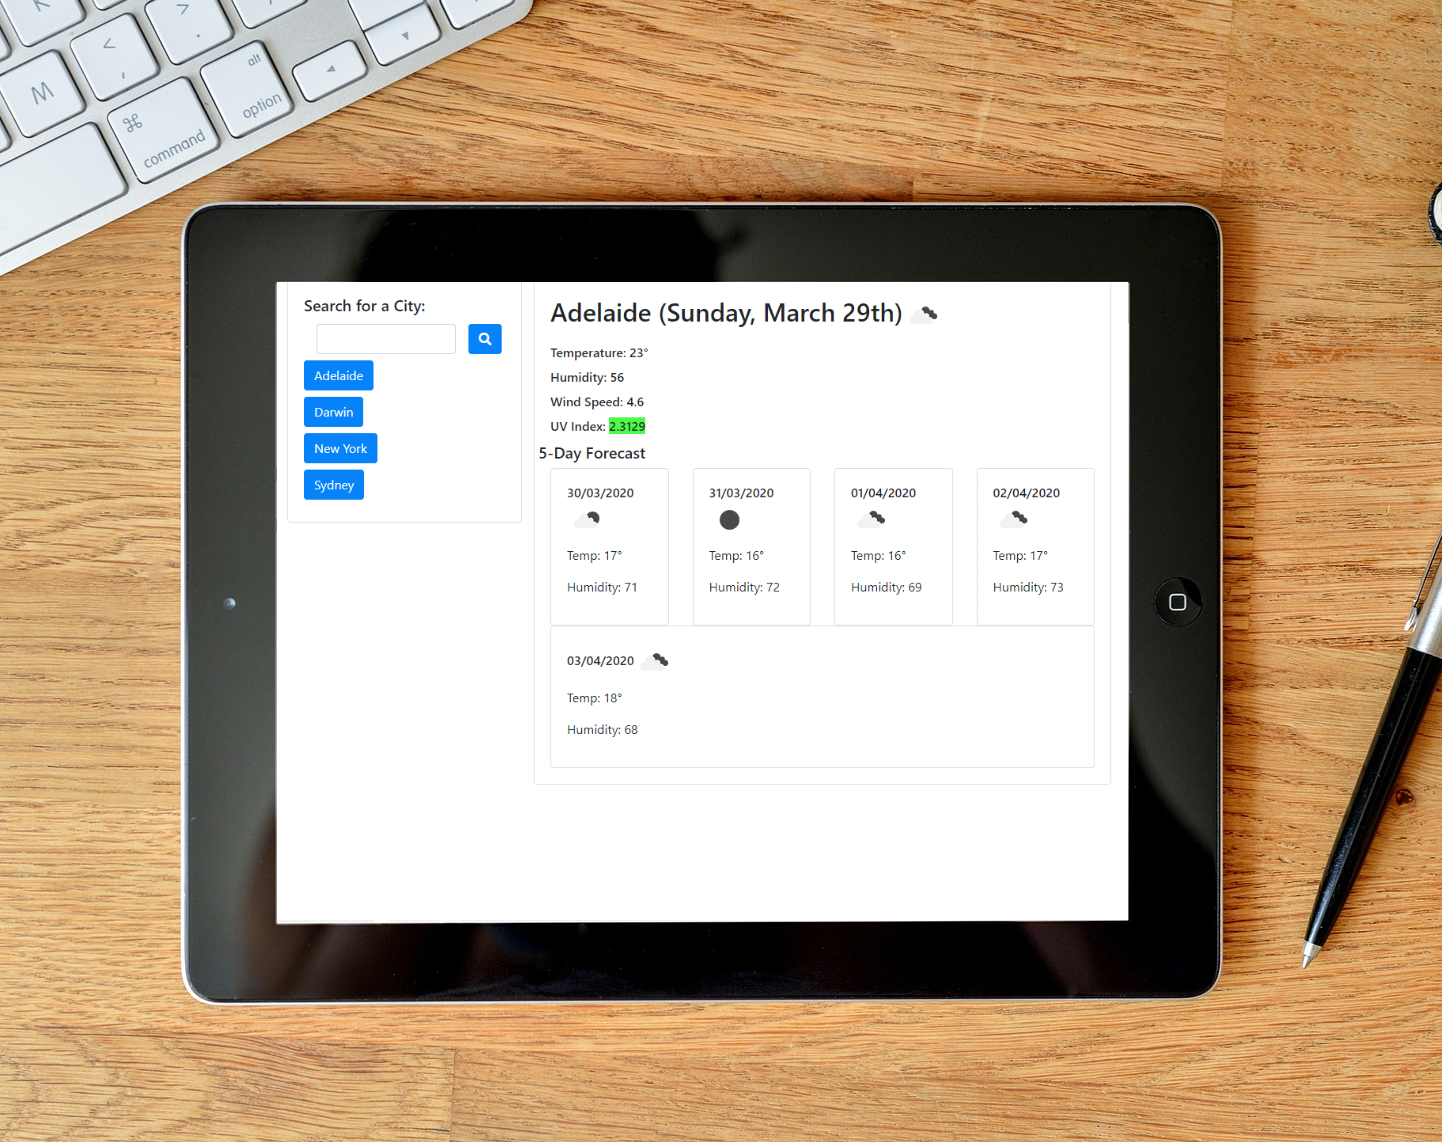 K
M
<
,
>
.
alt
option
⌘
command
Search for a City:
Adelaide
Darwin
New York
Sydney
Adelaide (Sunday, March 29th)
Temperature: 23°
Humidity: 56
Wind Speed: 4.6
UV Index: 2.3129
5-Day Forecast
30/03/2020
Temp: 17°
Humidity: 71
31/03/2020
Temp: 16°
Humidity: 72
01/04/2020
Temp: 16°
Humidity: 69
02/04/2020
Temp: 17°
Humidity: 73
03/04/2020
Temp: 18°
Humidity: 68